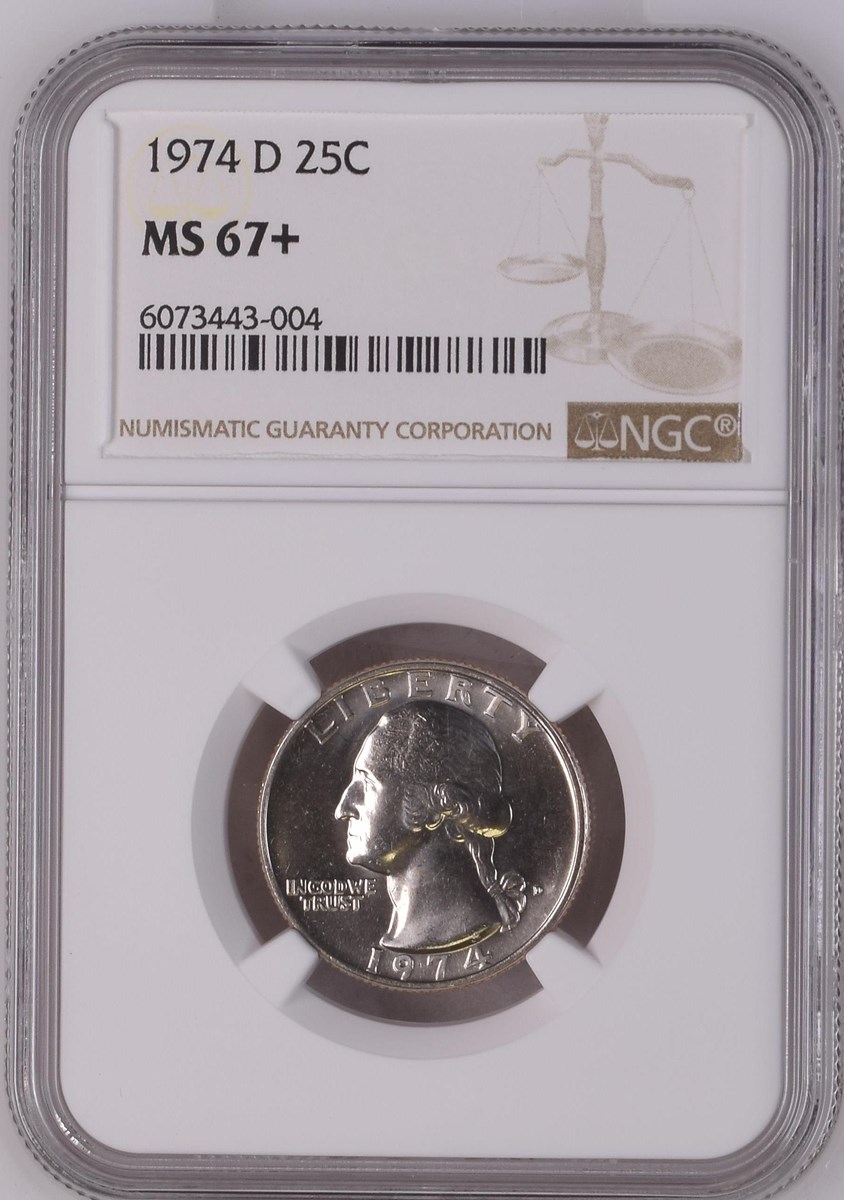 1974 D 25C
MS 67+
6073443-004
NUMISMATIC GUARANTY CORPORATION
NGC®
LIBERTY
IN GOD WE
TRUST
D
1974